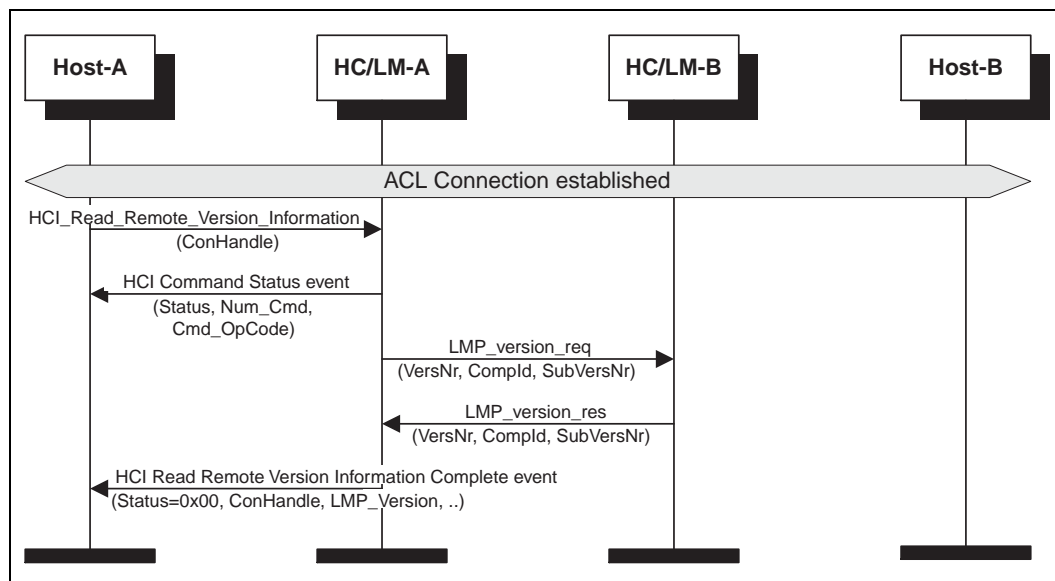 Host-A
HC/LM-A
HC/LM-B
Host-B
ACL Connection established
HCI_Read_Remote_Version_Information
(ConHandle)
HCI Command Status event
(Status, Num_Cmd,
Cmd_OpCode)
LMP_version_req
(VersNr, CompId, SubVersNr)
LMP_version_res
(VersNr, CompId, SubVersNr)
HCI Read Remote Version Information Complete event
(Status=0x00, ConHandle, LMP_Version, ..)